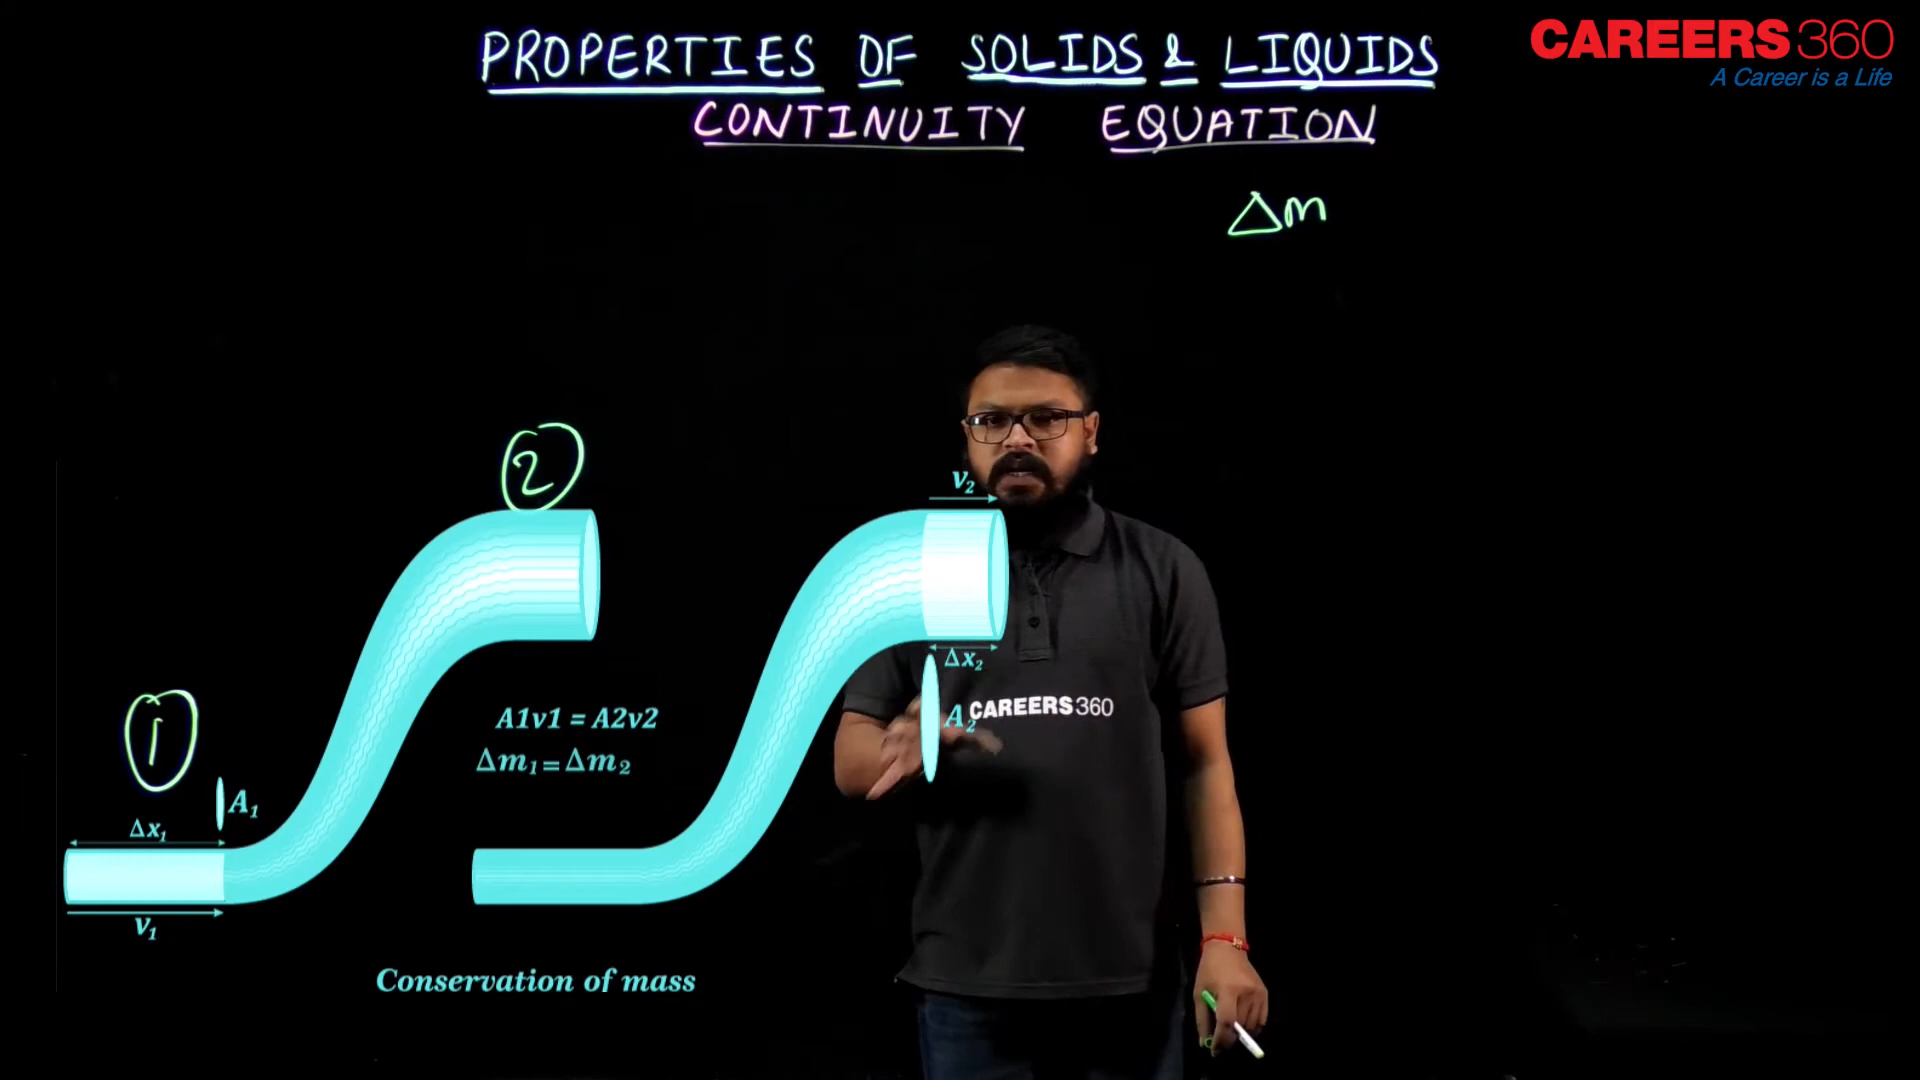 PROPERTIES OF SOLIDS & LIQUIDS
CAREERS360
A Career is a Life
CONTINUITY EQUATION
Δm
2
v₂
Δx₂
CAREERS360
A₂
A1v1 = A2v2
Δm₁=Δm₂
1
A₁
Δx₁
v₁
Conservation of mass